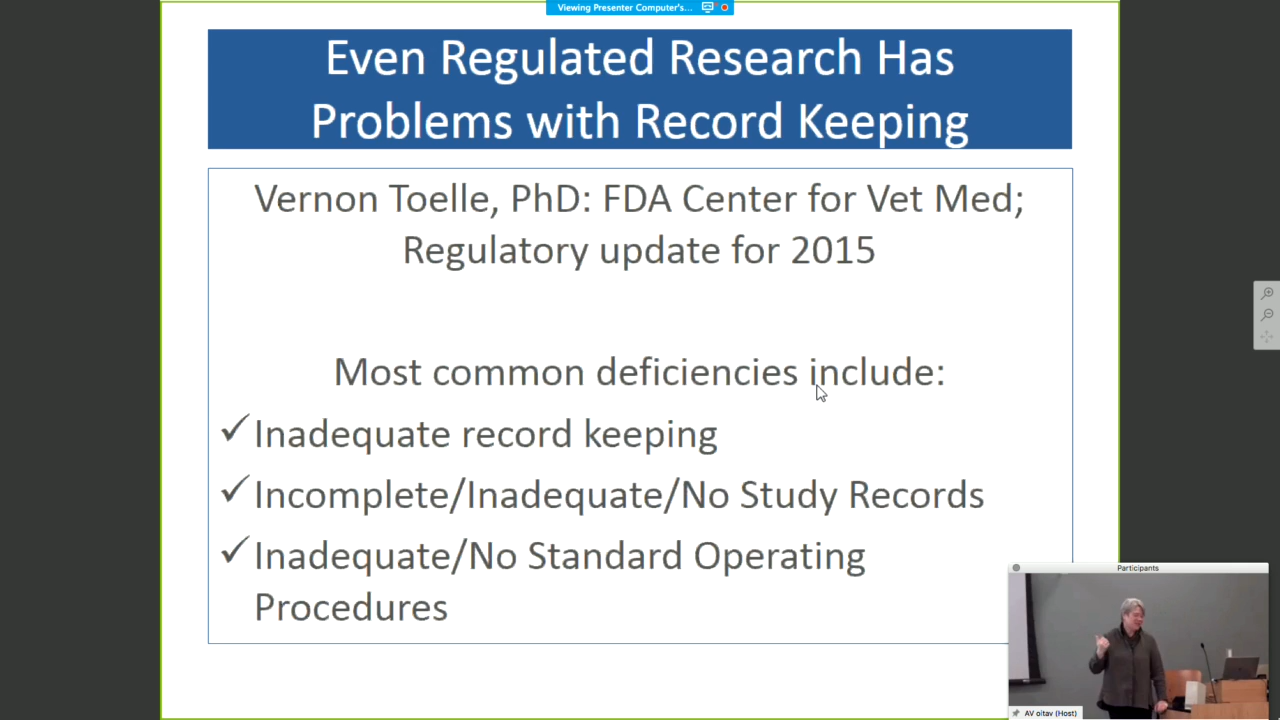 Viewing Presenter Computer's...
Even Regulated Research Has
Problems with Record Keeping
Vernon Toelle, PhD: FDA Center for Vet Med;
Regulatory update for 2015
Most common deficiencies include:
Inadequate record keeping
Incomplete/Inadequate/No Study Records
Inadequate/No Standard Operating
Procedures
Participants
AV oitav (Host)